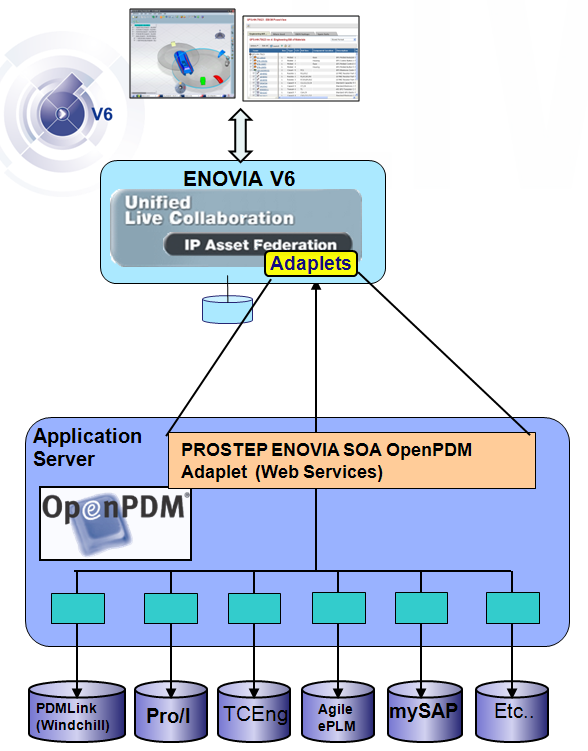 V6
ENOVIA V6
Unified
Live Collaboration
IP Asset Federation
Adaplets
Application
Server
PROSTEP ENOVIA SOA OpenPDM
Adaplet (Web Services)
OpenPDM®
PDMLink
(Windchill)
Pro/I
TCEng
Agile
ePLM
mySAP
Etc..